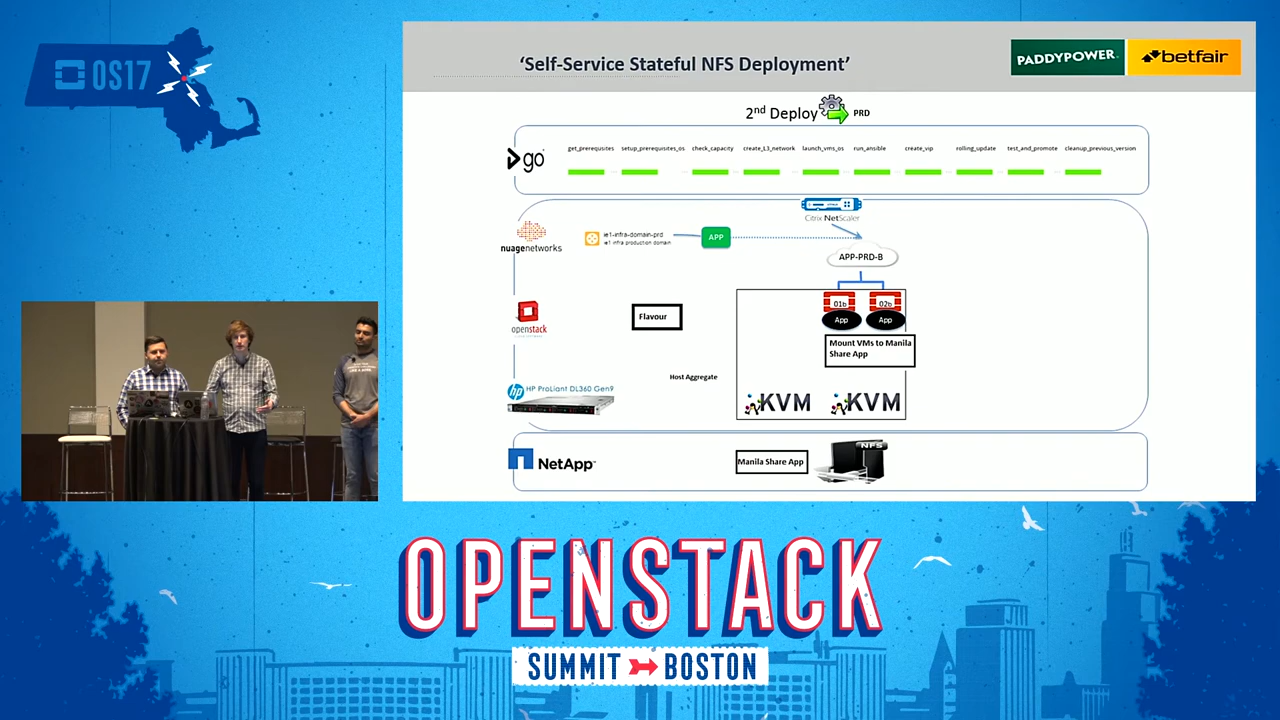 OS17
'Self-Service Stateful NFS Deployment'
PADDYPOWER.
betfair
2nd Deploy
PRD
go
get_prerequsites
setup_prerequisites_os
check_capacity
create_L3_network
launch_vms_os
run_ansible
create_vip
rolling_update
test_and_promote
cleanup_previous_version
Citrix NetScaler
nuagenetworks
ie1-infra-domain-prd
ie1 infra production domain
APP
APP-PRD-B
openstack
Flavour
01b
02b
App
App
Mount VMs to Manila
Share App
Host Aggregate
hp
HP ProLiant DL360 Gen9
KVM
KVM
NetApp
Manila Share App
NFS
OPENSTACK
SUMMIT BOSTON